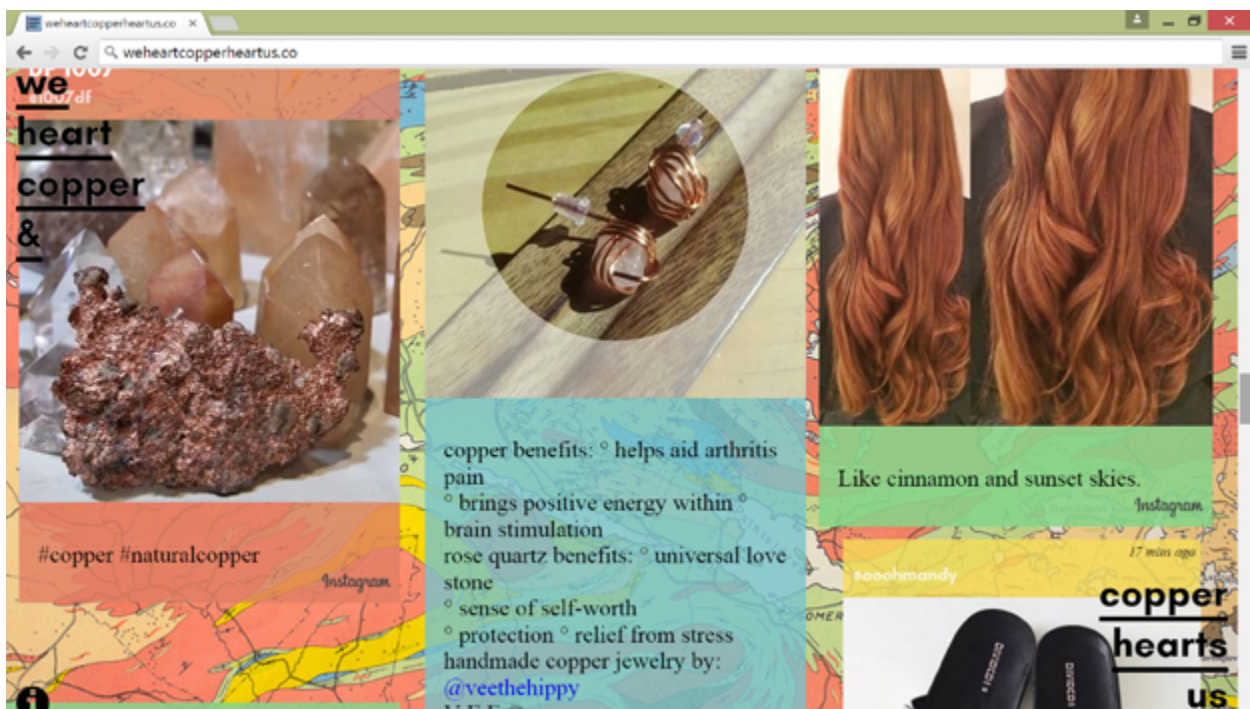 weheartcopperheartus.co
weheartcopperheartus.co
we
heart
copper
&
#copper #naturalcopper
Instagram
copper benefits: ° helps aid arthritis
pain
° brings positive energy within °
brain stimulation
rose quartz benefits: ° universal love
stone
° sense of self-worth
° protection ° relief from stress
handmade copper jewelry by:
@veethehippy
Like cinnamon and sunset skies.
Instagram
17 mins ago
DIVIDED
DIVIDED
copper
hearts
us